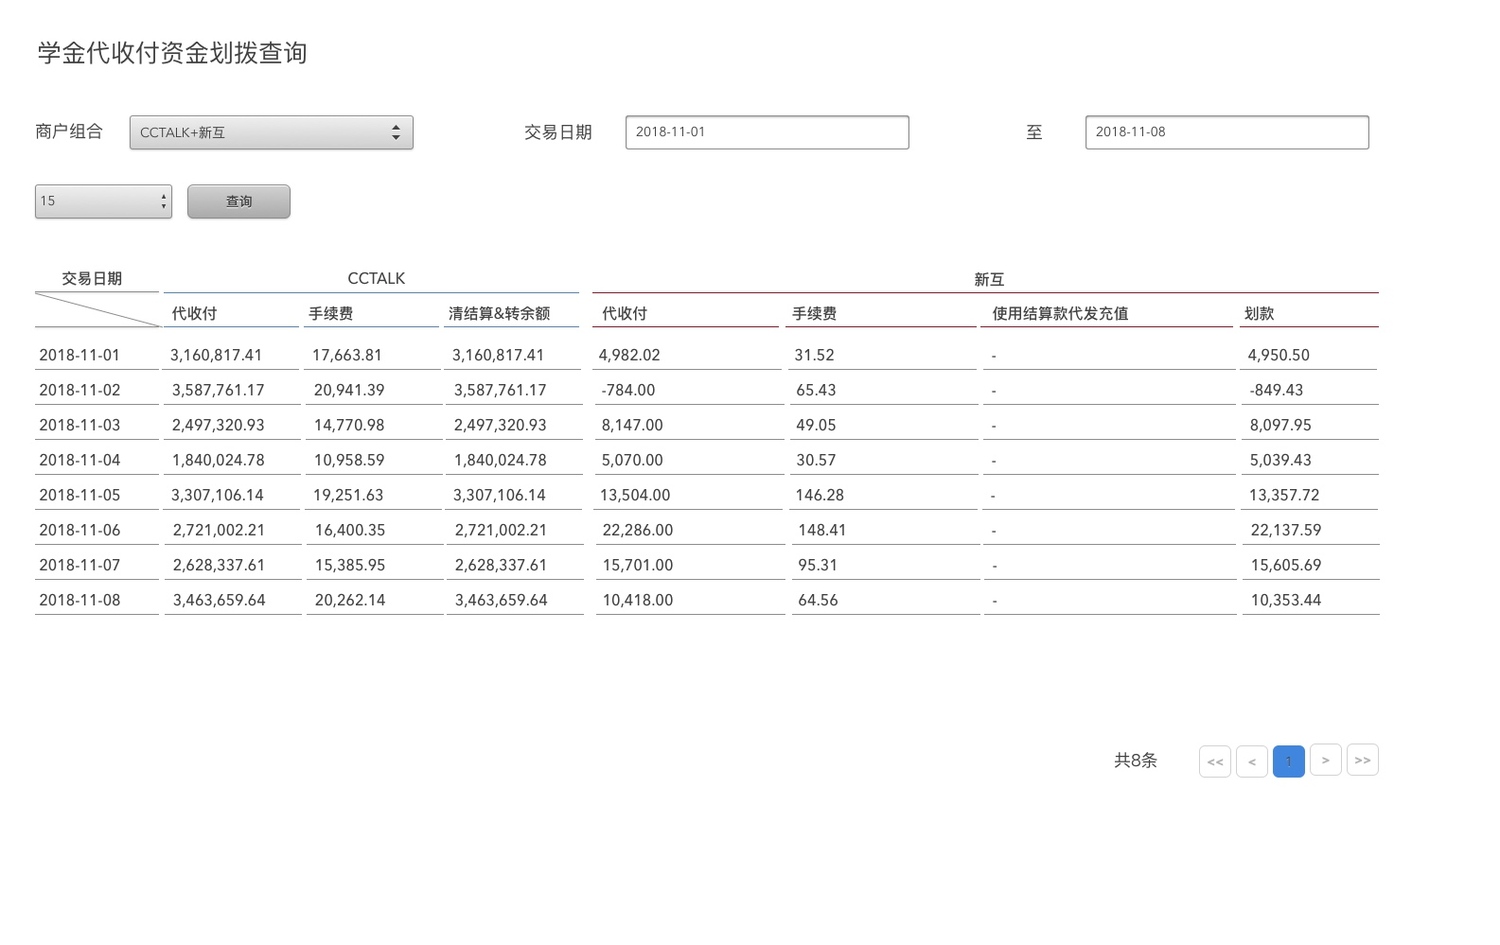 学金代收付资金划拨查询
商户组合 CCTALK+新互 交易日期 2018-11-01 至 2018-11-08
15 查询
交易日期 CCTALK 新互
代收付 手续费 清结算&转余额 代收付 手续费 使用结算款代发充值 划款
2018-11-01 3,160,817.41 17,663.81 3,160,817.41 4,982.02 31.52 - 4,950.50
2018-11-02 3,587,761.17 20,941.39 3,587,761.17 -784.00 65.43 - -849.43
2018-11-03 2,497,320.93 14,770.98 2,497,320.93 8,147.00 49.05 - 8,097.95
2018-11-04 1,840,024.78 10,958.59 1,840,024.78 5,070.00 30.57 - 5,039.43
2018-11-05 3,307,106.14 19,251.63 3,307,106.14 13,504.00 146.28 - 13,357.72
2018-11-06 2,721,002.21 16,400.35 2,721,002.21 22,286.00 148.41 - 22,137.59
2018-11-07 2,628,337.61 15,385.95 2,628,337.61 15,701.00 95.31 - 15,605.69
2018-11-08 3,463,659.64 20,262.14 3,463,659.64 10,418.00 64.56 - 10,353.44
共8条 << < 1 > >>